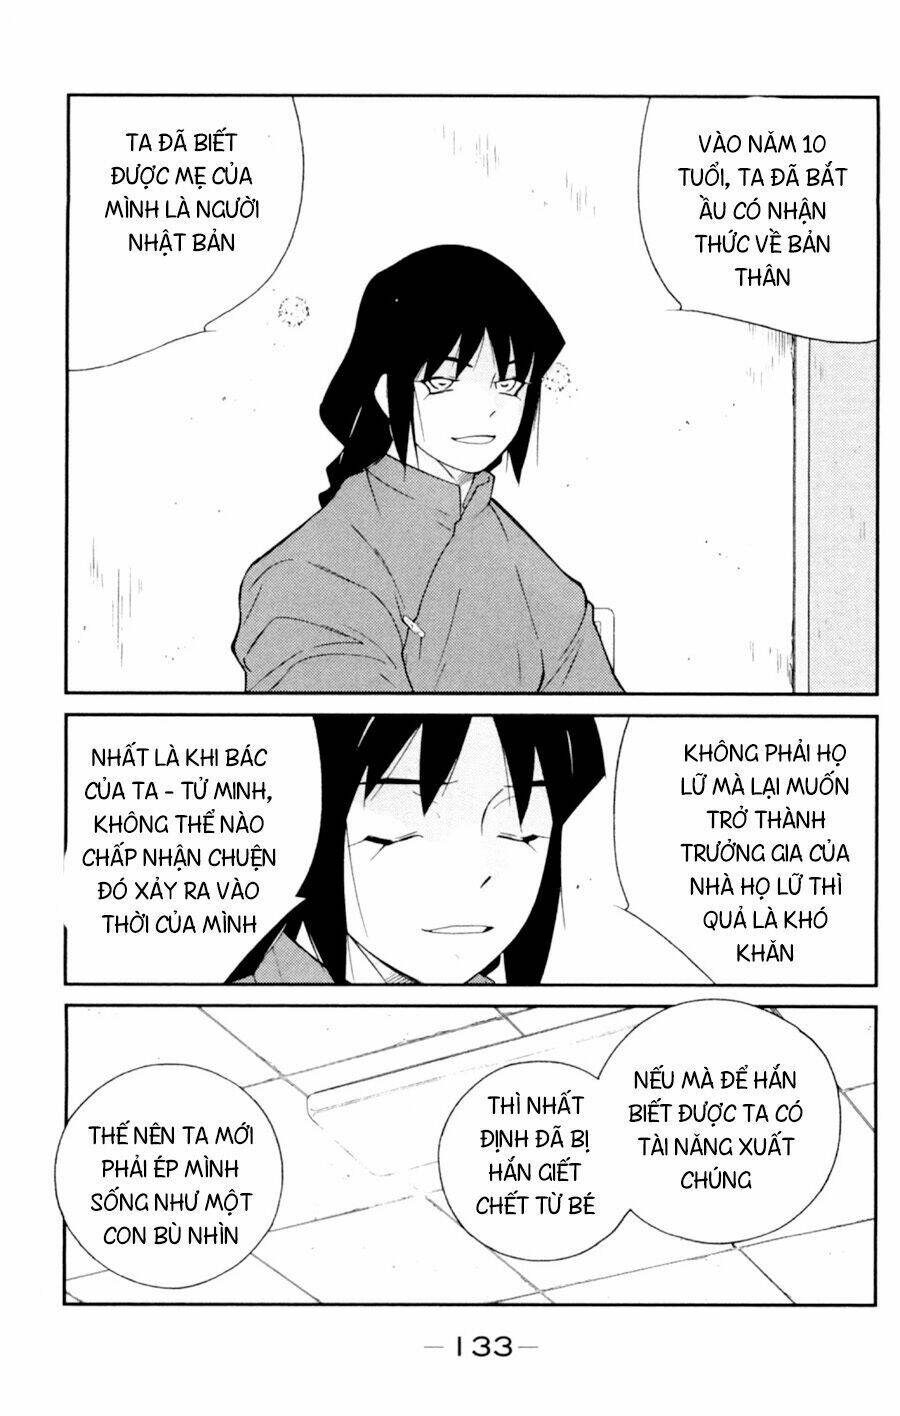 VÀO NĂM 10
TUỔI, TA ĐÃ BẮT
ẦU CÓ NHẬN
THỨC VỀ BẢN
THÂN
TA ĐÃ BIẾT
ĐƯỢC MẸ CỦA
MÌNH LÀ NGƯỜI
NHẬT BẢN
KHÔNG PHẢI HỌ
LỮ MÀ LẠI MUỐN
TRỞ THÀNH
TRƯỞNG GIA CỦA
NHÀ HỌ LỮ THÌ
QUẢ LÀ KHÓ
KHĂN
NHẤT LÀ KHI BÁC
CỦA TA - TỬ MINH,
KHÔNG THỂ NÀO
CHẤP NHẬN CHUỆN
ĐÓ XẢY RA VÀO
THỜI CỦA MÌNH
NẾU MÀ ĐỂ HẮN
BIẾT ĐƯỢC TA CÓ
TÀI NĂNG XUẤT
CHÚNG
THÌ NHẤT
ĐỊNH ĐÃ BỊ
HẮN GIẾT
CHẾT TỪ BÉ
THẾ NÊN TA MỚI
PHẢI ÉP MÌNH
SỐNG NHƯ MỘT
CON BÙ NHÌN
— 133 —